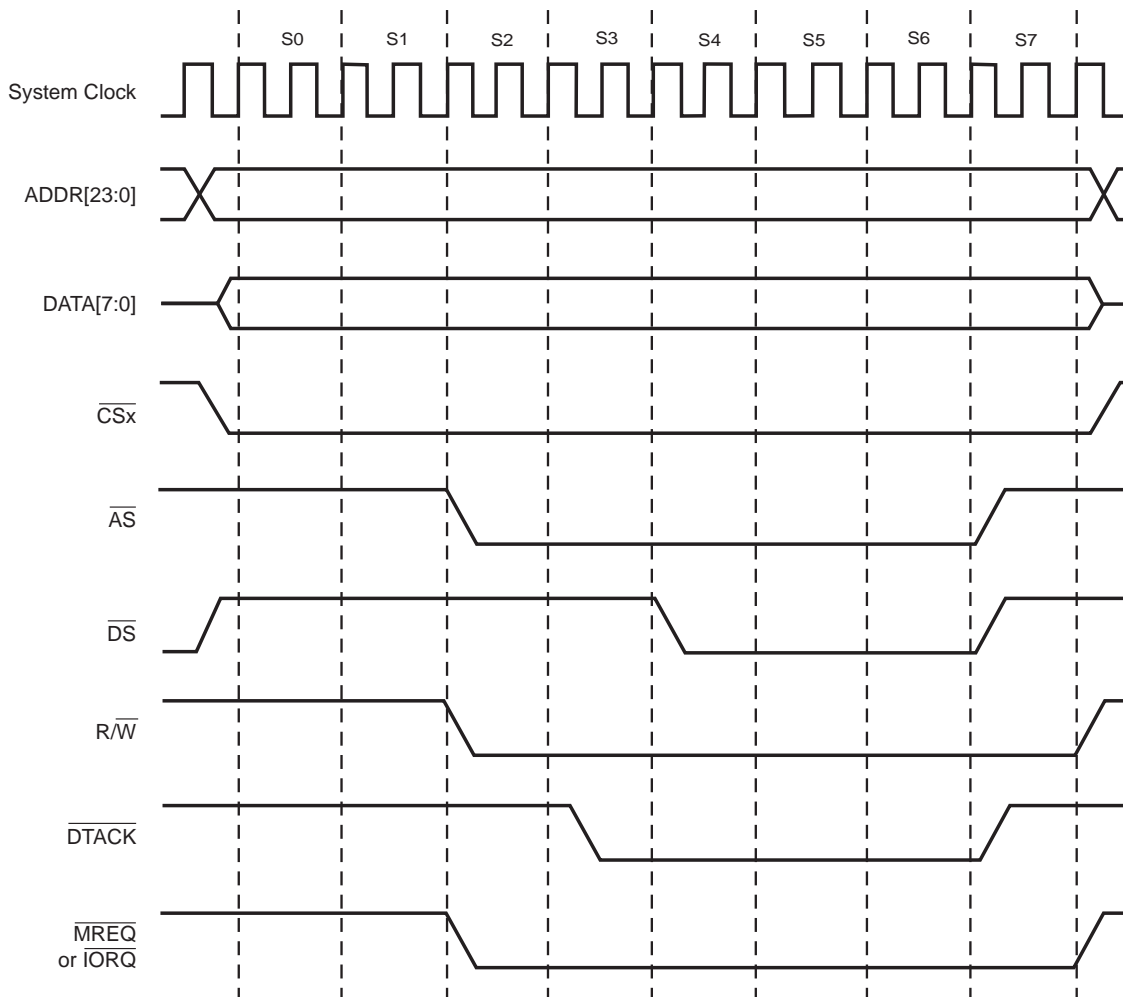 S0 S1 S2 S3 S4 S5 S6 S7
System Clock
ADDR[23:0]
DATA[7:0]
CSx
AS
DS
R/W
DTACK
MREQ
or IORQ